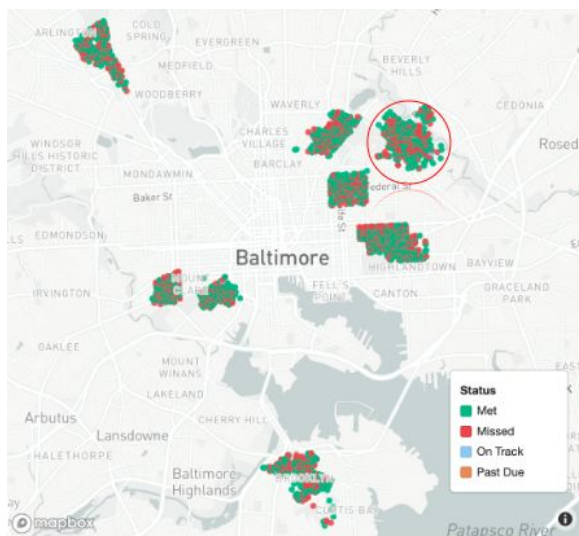 COLD
SPRING
ARLINGTON
EVERGREEN
BEVERLY
HILLS
MEDFIELD
WOODBERRY
WAVERLY
CEDONIA
CHARLES
VILLAGE
Rosed
WINDSOR
HILLS HISTORIC
DISTRICT
BARCLAY
MONDAWMIN
Baker St
Federal St
EDMONDSON
Baltimore
HIGHLANDTOWN
BAYVIEW
MOUNT
FELL'S
POINT
CANTON
GRACELAND
PARK
IRVINGTON
OAKLEE
MOUNT
WINANS
LAKELAND
Arbutus
CHERRY HILL
Lansdowne
HALETHORPE
Baltimore
Highlands
BROOKLYN
CURTIS BAY
Status
Met
Missed
On Track
Past Due
mapbox
Patapsco River